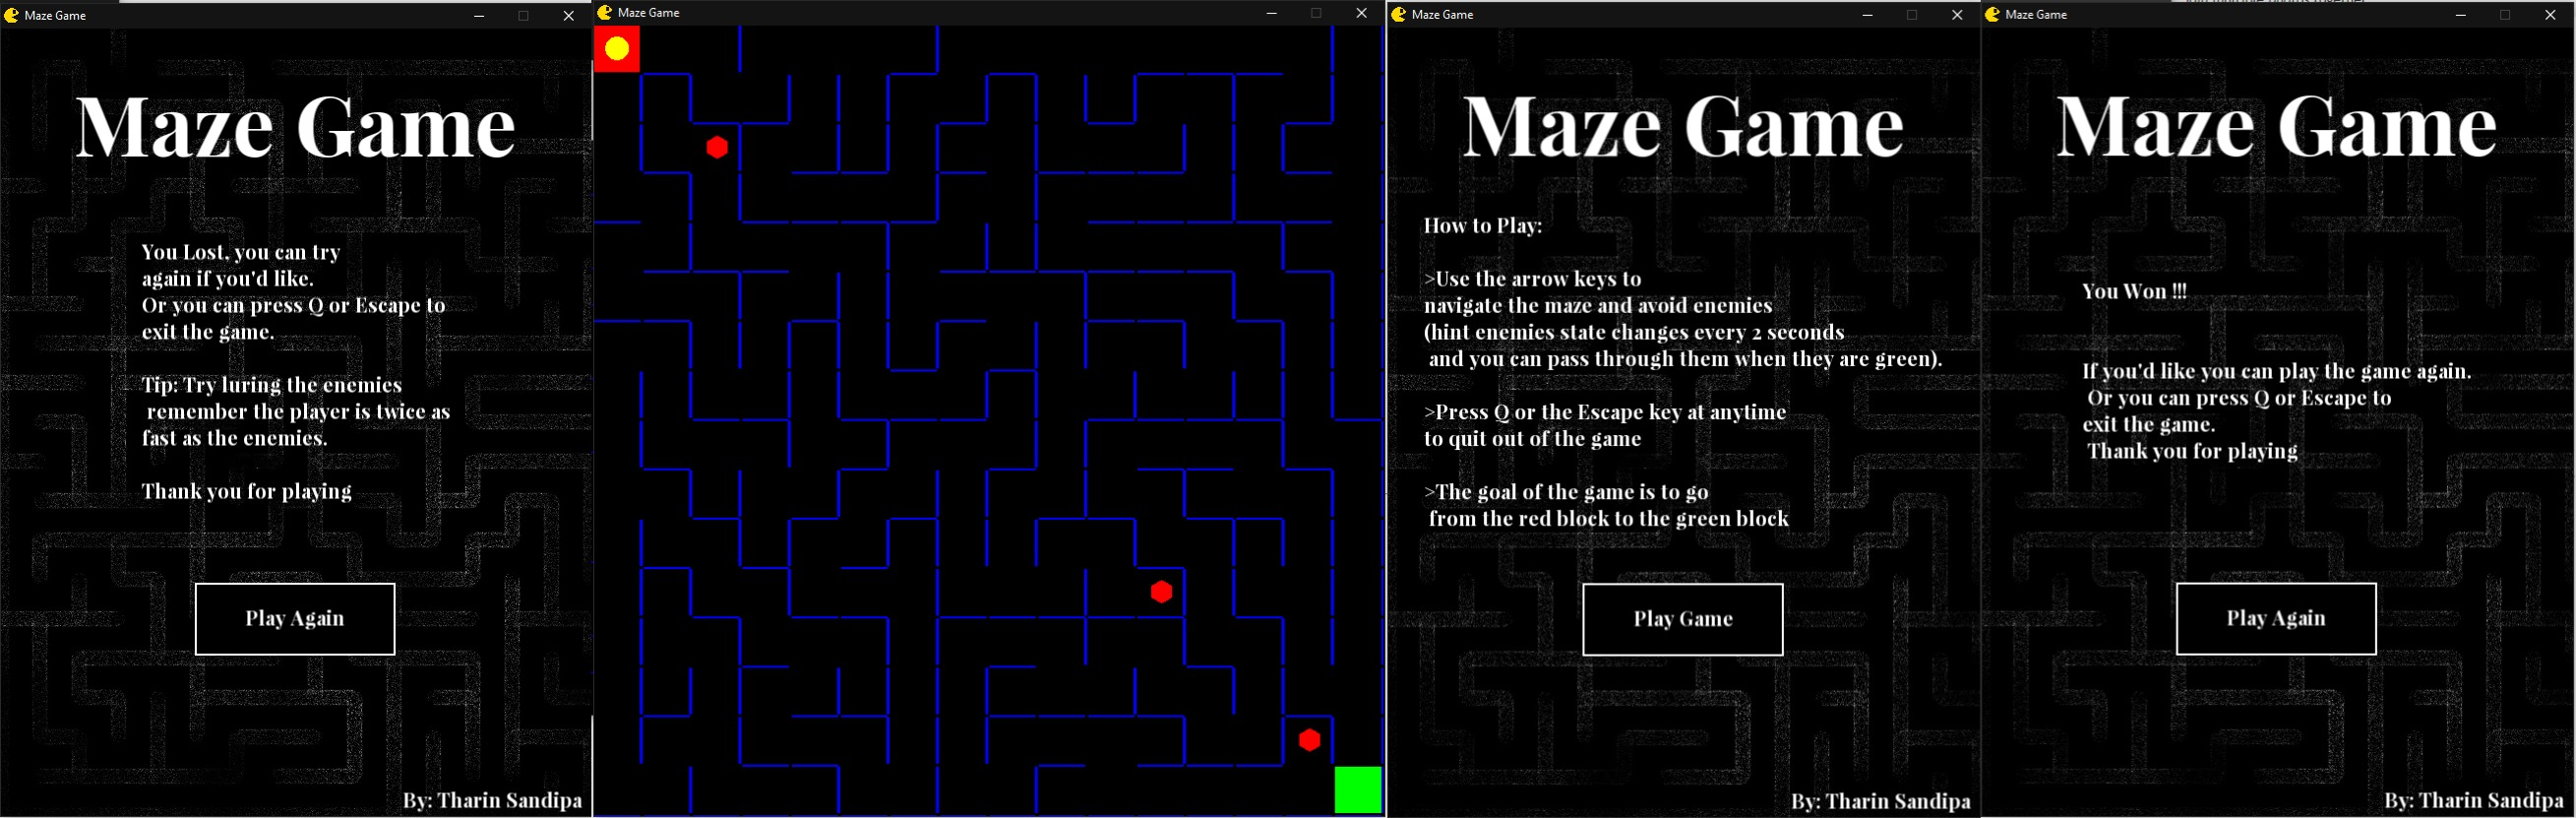 Maze Game
Maze Game
You Lost, you can try
again if you'd like.
Or you can press Q or Escape to
exit the game.
Tip: Try luring the enemies
remember the player is twice as
fast as the enemies.
Thank you for playing
Play Again
By: Tharin Sandipa
Maze Game
Maze Game
Maze Game
How to Play:
>Use the arrow keys to
navigate the maze and avoid enemies
(hint enemies state changes every 2 seconds
and you can pass through them when they are green).
>Press Q or the Escape key at anytime
to quit out of the game
>The goal of the game is to go
from the red block to the green block
Play Game
By: Tharin Sandipa
Maze Game
Maze Game
You Won !!!
If you'd like you can play the game again.
Or you can press Q or Escape to
exit the game.
Thank you for playing
Play Again
By: Tharin Sandipa